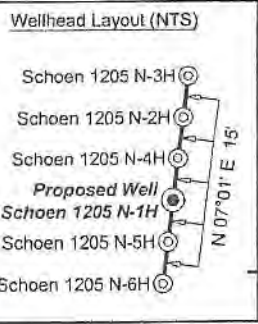 Wellhead Layout (NTS)
Schoen 1205 N-3H
Schoen 1205 N-2H
Schoen 1205 N-4H
Proposed Well
Schoen 1205 N-1H
Schoen 1205 N-5H
Schoen 1205 N-6H
N 07°01' E 15'